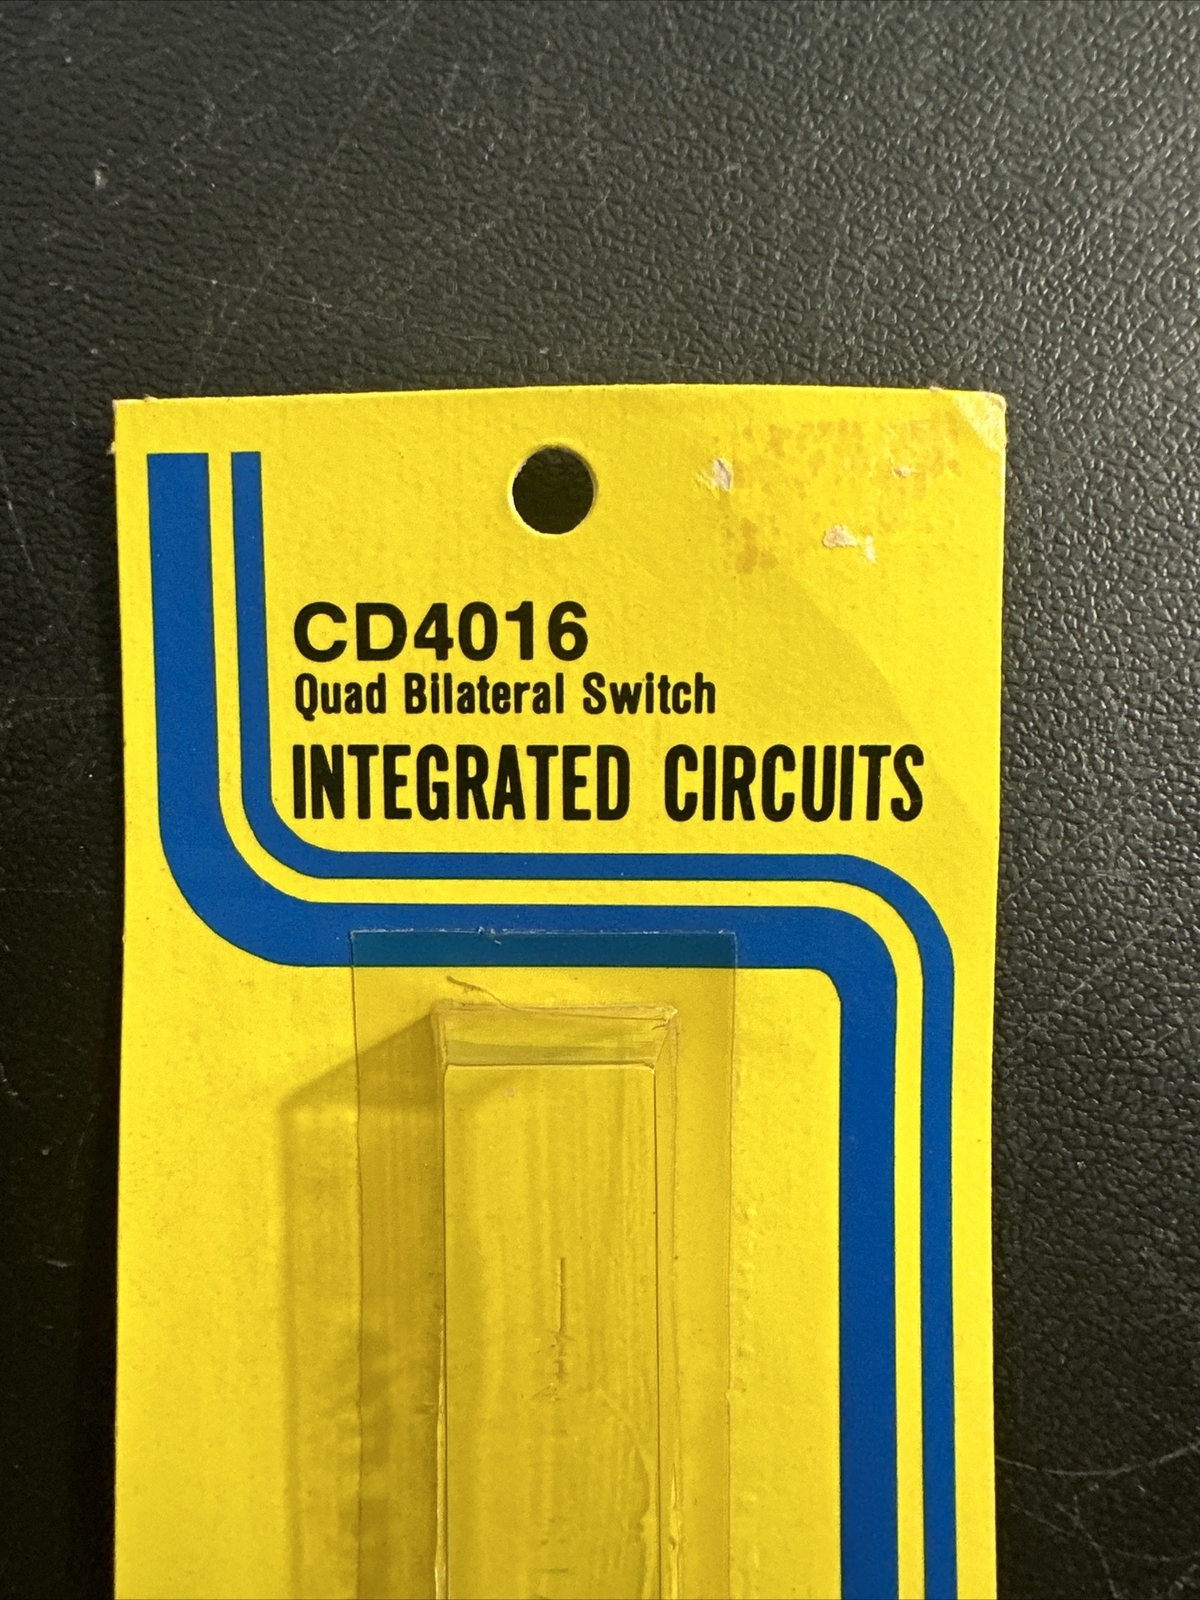 CD4016
Quad Bilateral Switch
INTEGRATED CIRCUITS